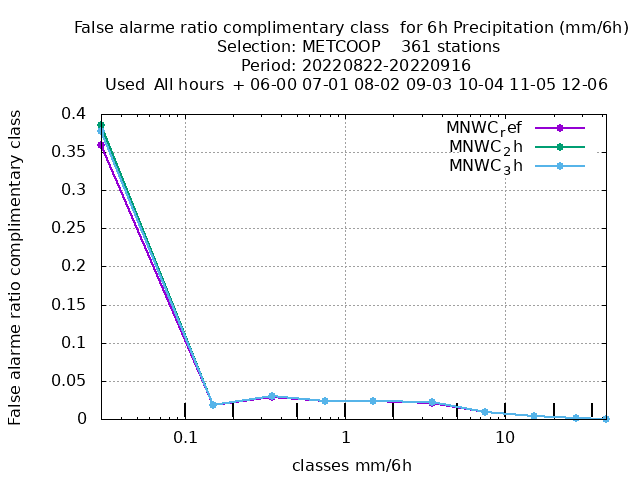 False alarme ratio complimentary class  for 6h Precipitation (mm/6h)
Selection: METCOOP    361 stations
Period: 20220822-20220916
Used  All hours  + 06-00 07-01 08-02 09-03 10-04 11-05 12-06
False alarme ratio complimentary class
0.4
0.35
0.3
0.25
0.2
0.15
0.1
0.05
0
MNWCref
MNWC2h
MNWC3h
0.1 1 10
classes mm/6h